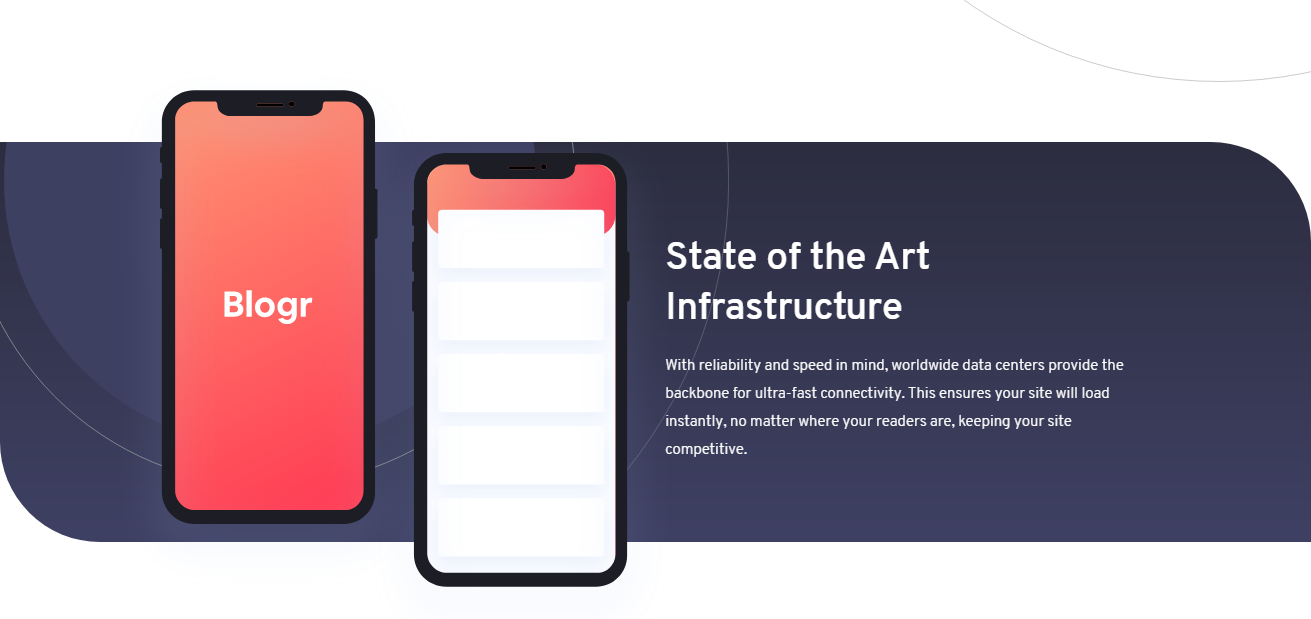 Blogr
State of the Art
Infrastructure
With reliability and speed in mind, worldwide data centers provide the
backbone for ultra-fast connectivity. This ensures your site will load
instantly, no matter where your readers are, keeping your site
competitive.